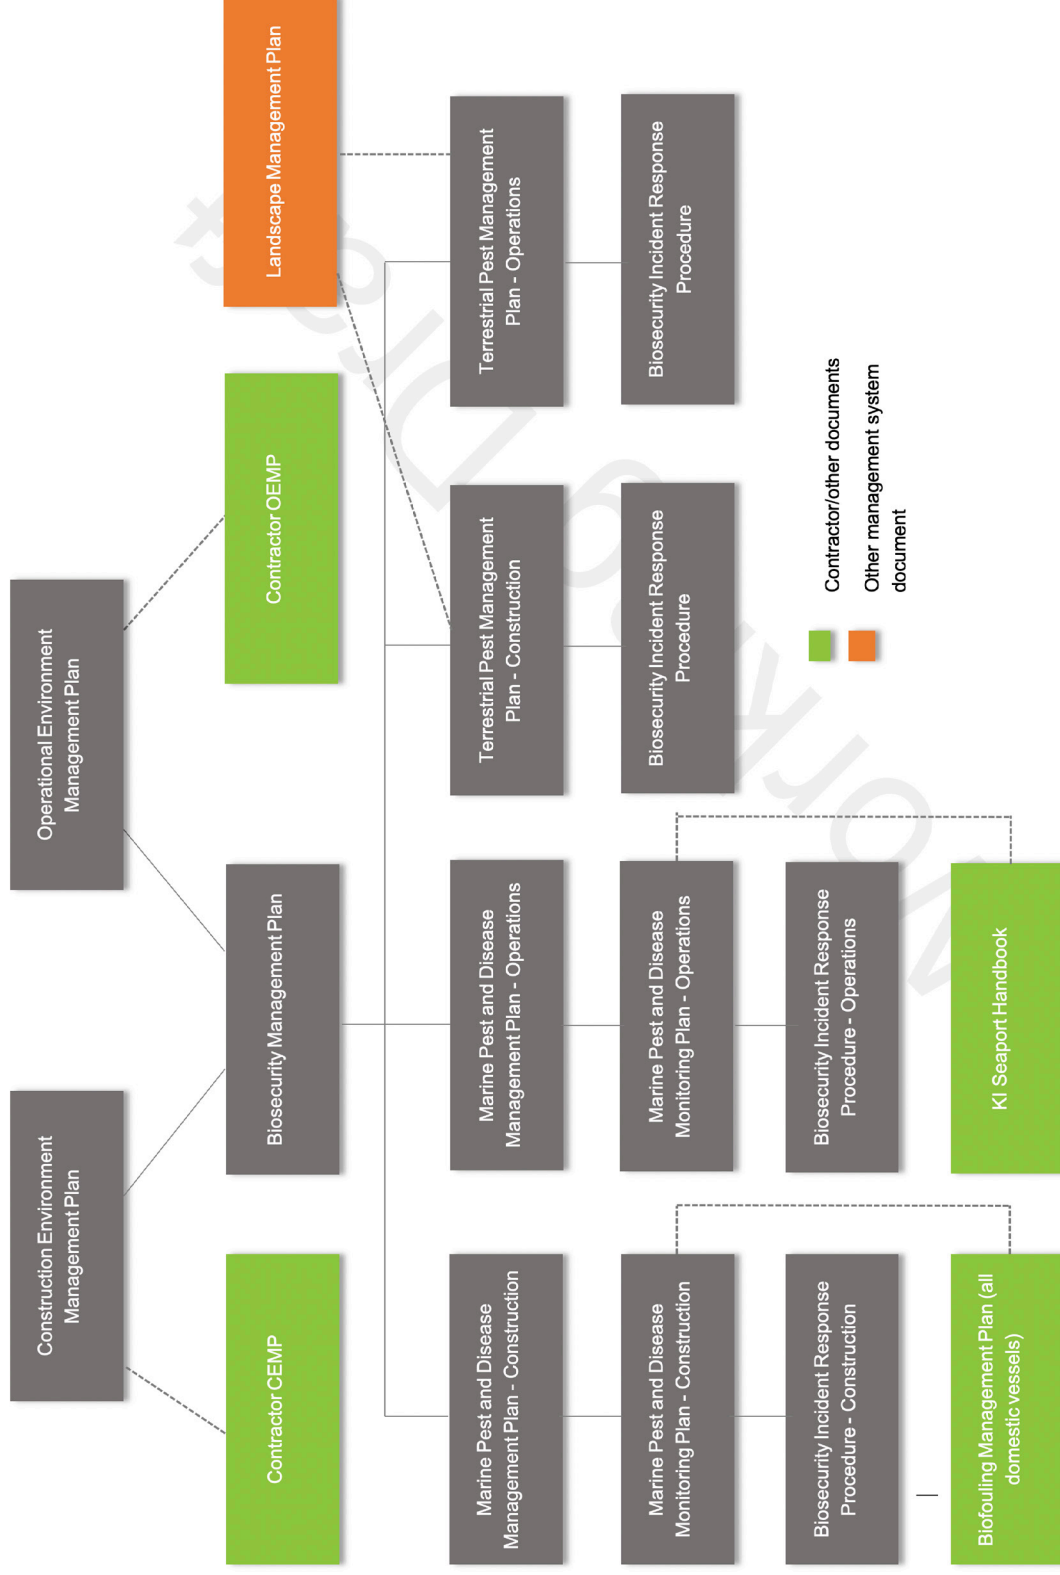 Construction Environment
Management Plan
Operational Environment
Management Plan
Contractor CEMP
Biosecurity Management Plan
Contractor OEMP
Landscape Management Plan
Marine Pest and Disease
Management Plan - Construction
Marine Pest and Disease
Management Plan - Operations
Terrestrial Pest Management
Plan - Construction
Terrestrial Pest Management
Plan - Operations
Marine Pest and Disease
Monitoring Plan - Construction
Marine Pest and Disease
Monitoring Plan - Operations
Biosecurity Incident Response
Procedure
Biosecurity Incident Response
Procedure
Biosecurity Incident Response
Procedure - Construction
Biosecurity Incident Response
Procedure - Operations
Biofouling Management Plan (all
domestic vessels)
KI Seaport Handbook
Contractor/other documents
Other management system
document
Working Draft